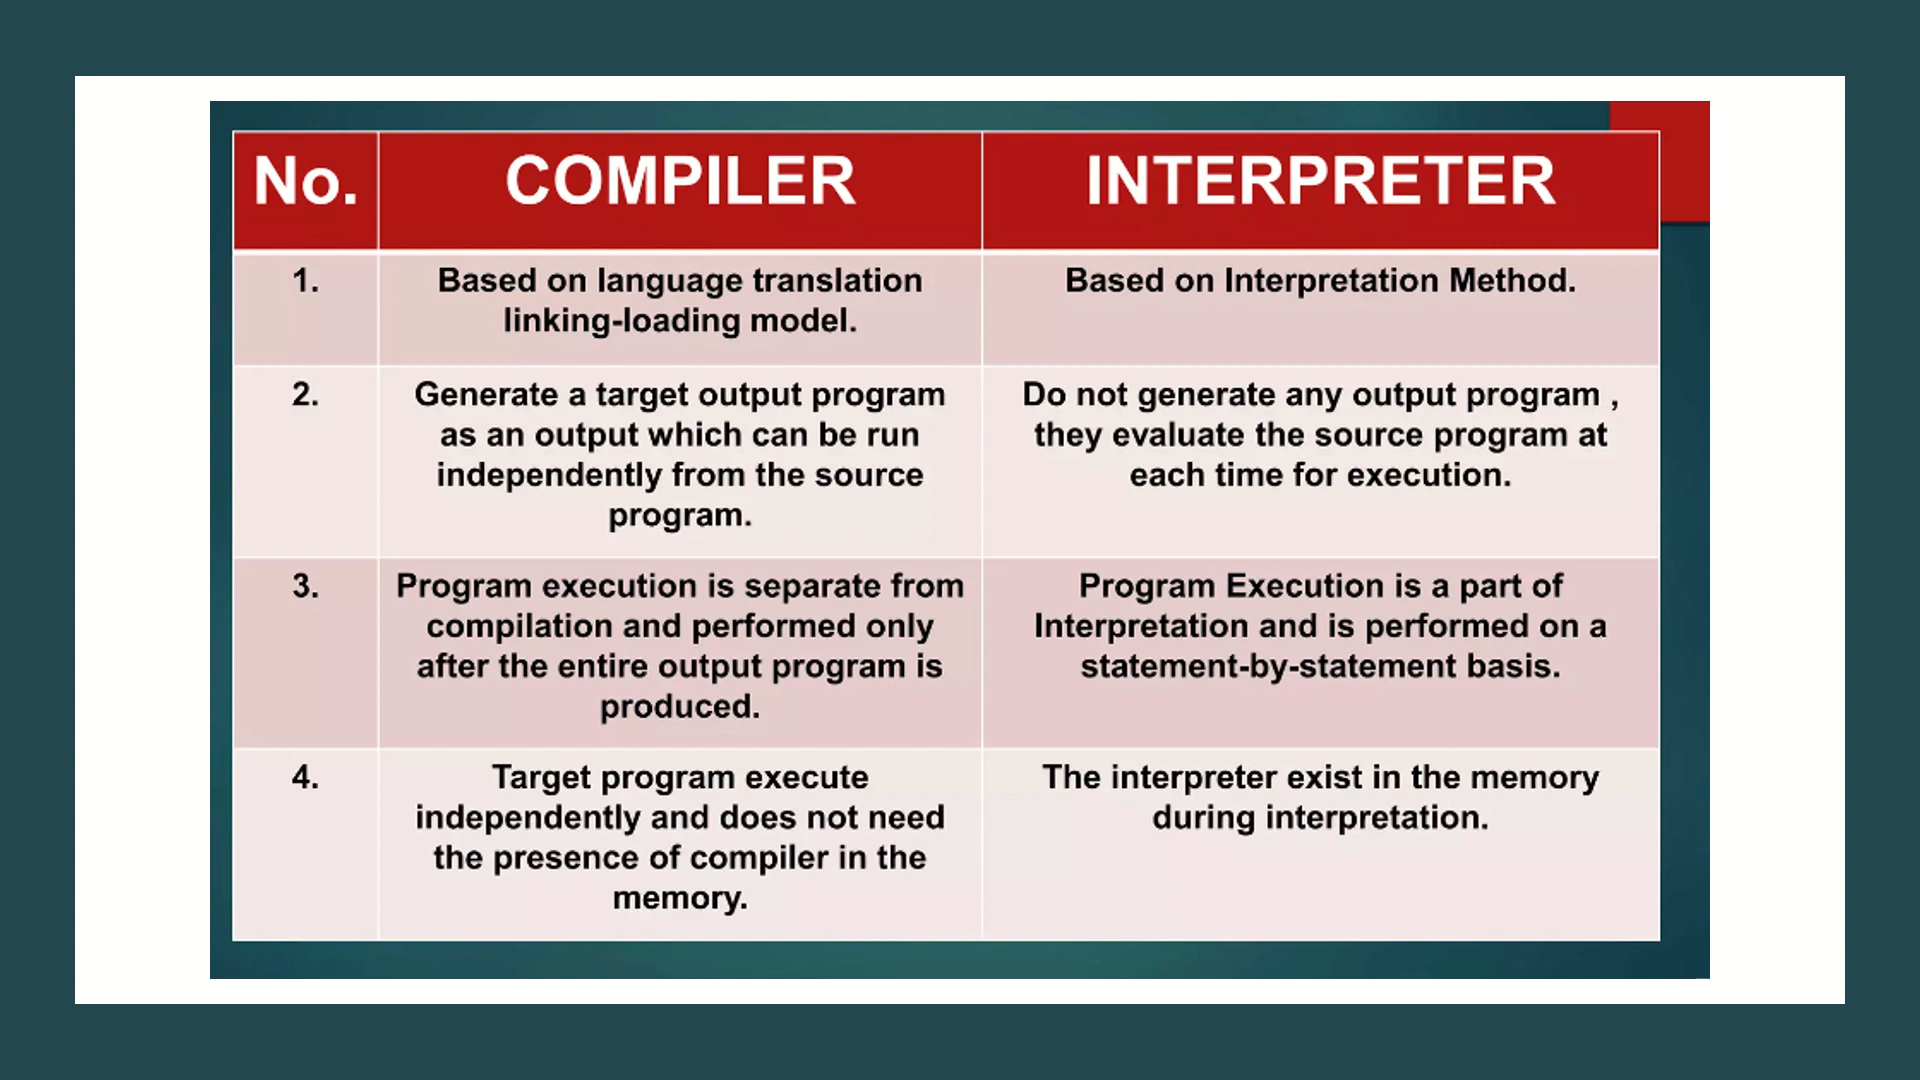 No. COMPILER INTERPRETER
1. Based on language translation Based on Interpretation Method.
linking-loading model.
2. Generate a target output program Do not generate any output program ,
as an output which can be run they evaluate the source program at
independently from the source each time for execution.
program.
3. Program execution is separate from Program Execution is a part of
compilation and performed only Interpretation and is performed on a
after the entire output program is statement-by-statement basis.
produced.
4. Target program execute The interpreter exist in the memory
independently and does not need during interpretation.
the presence of compiler in the
memory.